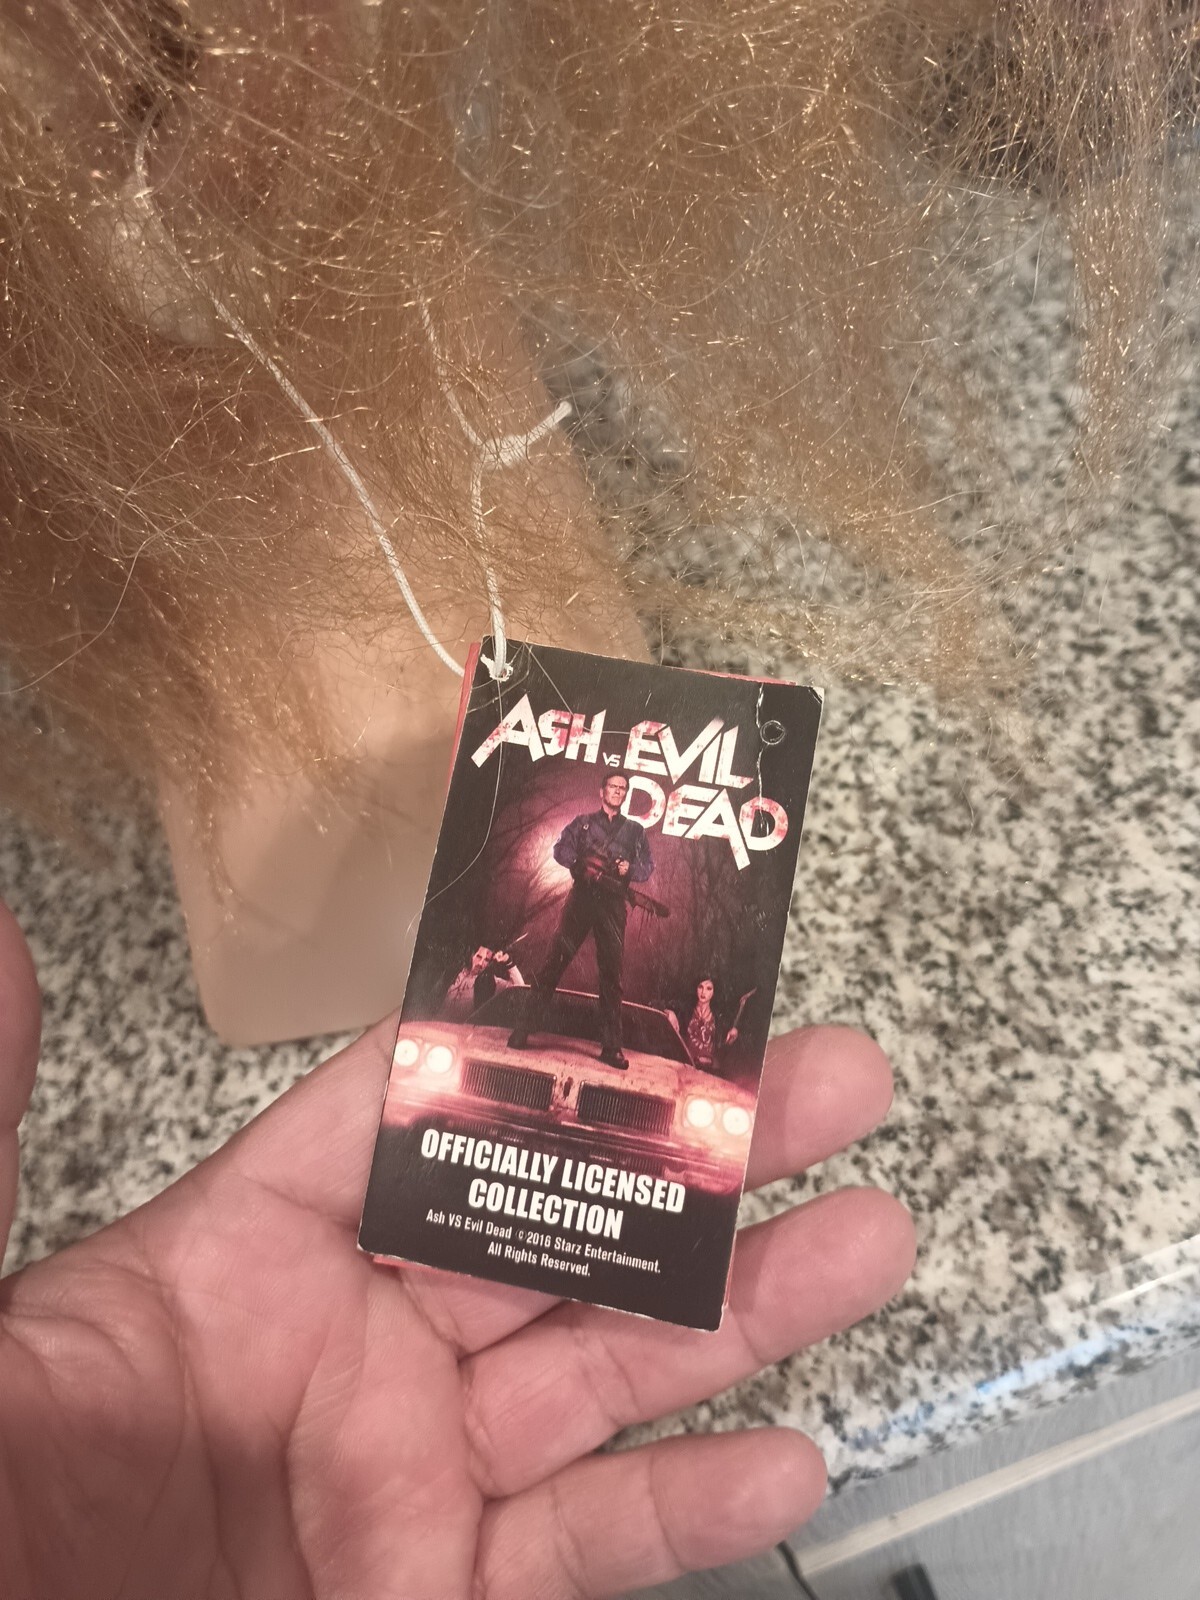 ASH vs EVIL
DEAD
OFFICIALLY LICENSED
COLLECTION
Ash VS Evil Dead © 2016 Starz Entertainment.
All Rights Reserved.